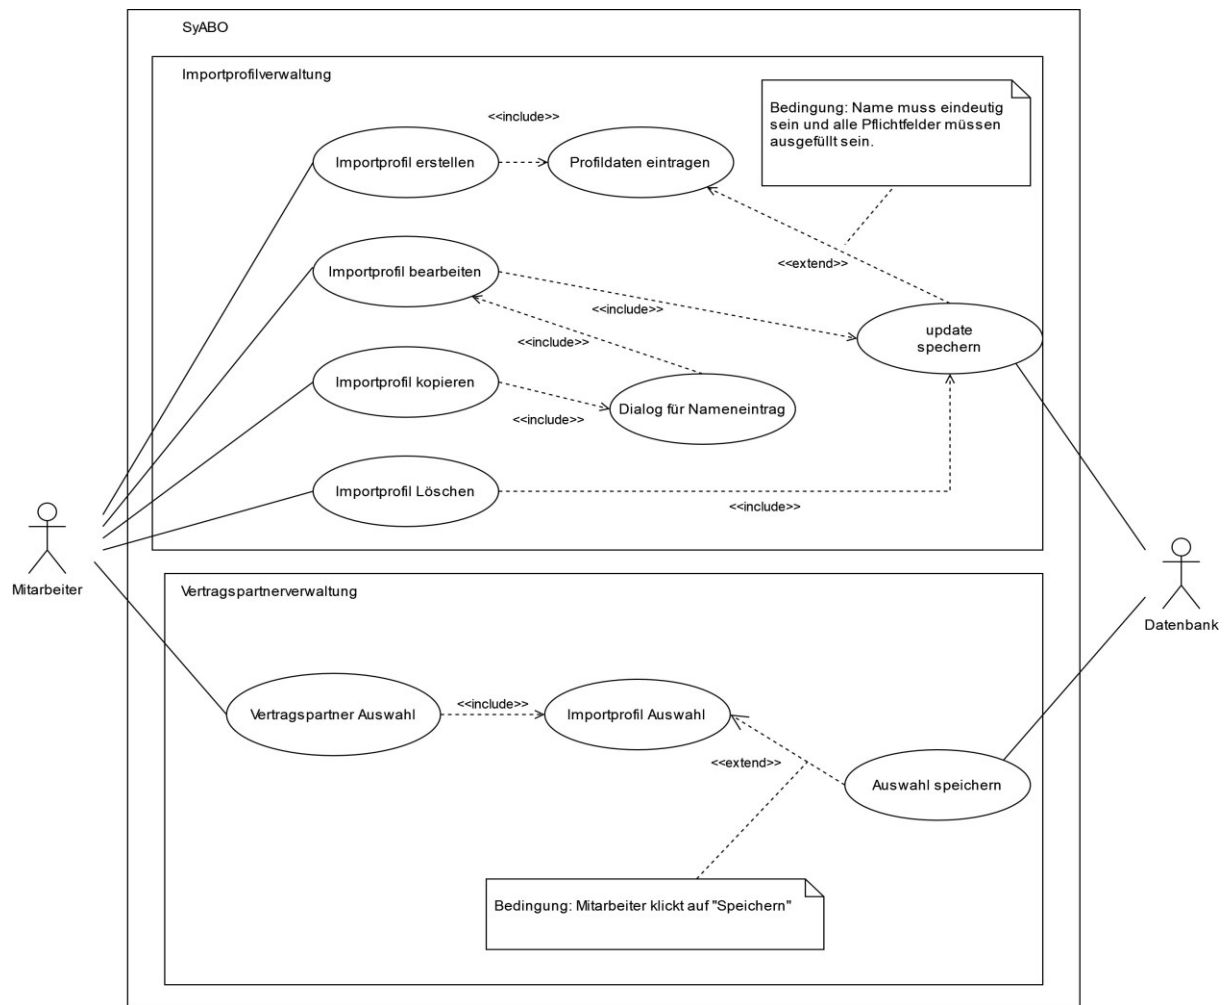 SyABO
Importprofilverwaltung
Bedingung: Name muss eindeutig
sein und alle Pflichtfelder müssen
ausgefüllt sein.
<<include>>
Importprofil erstellen
Profildaten eintragen
<<extend>>
Importprofil bearbeiten
<<include>>
update
spechern
<<include>>
Importprofil kopieren
<<include>>
Dialog für Nameneintrag
Importprofil Löschen
<<include>>
Mitarbeiter
Datenbank
Vertragspartnerverwaltung
Vertragspartner Auswahl
<<include>>
Importprofil Auswahl
<<extend>>
Auswahl speichern
Bedingung: Mitarbeiter klickt auf "Speichern"